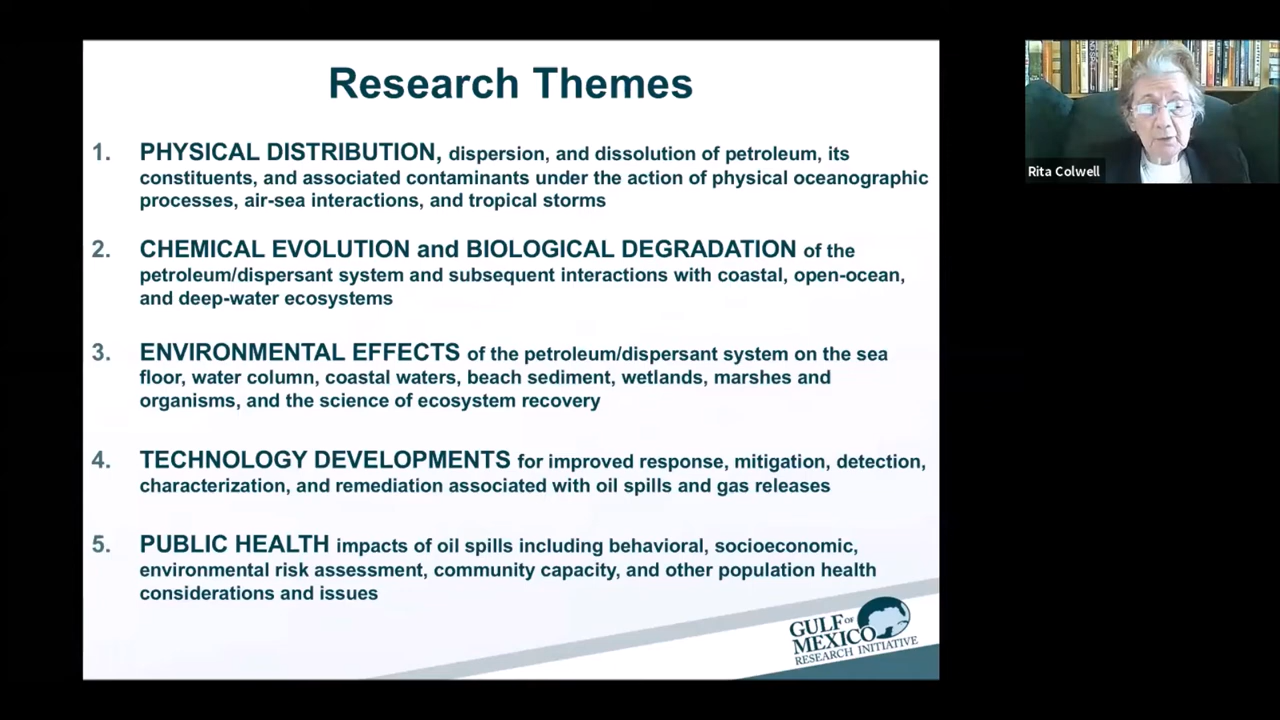 Research Themes
1. PHYSICAL DISTRIBUTION, dispersion, and dissolution of petroleum, its
constituents, and associated contaminants under the action of physical oceanographic
processes, air-sea interactions, and tropical storms
2. CHEMICAL EVOLUTION and BIOLOGICAL DEGRADATION of the
petroleum/dispersant system and subsequent interactions with coastal, open-ocean,
and deep-water ecosystems
3. ENVIRONMENTAL EFFECTS of the petroleum/dispersant system on the sea
floor, water column, coastal waters, beach sediment, wetlands, marshes and
organisms, and the science of ecosystem recovery
4. TECHNOLOGY DEVELOPMENTS for improved response, mitigation, detection,
characterization, and remediation associated with oil spills and gas releases
5. PUBLIC HEALTH impacts of oil spills including behavioral, socioeconomic,
environmental risk assessment, community capacity, and other population health
considerations and issues
GULF OF
MEXICO
RESEARCH INITIATIVE
Rita Colwell